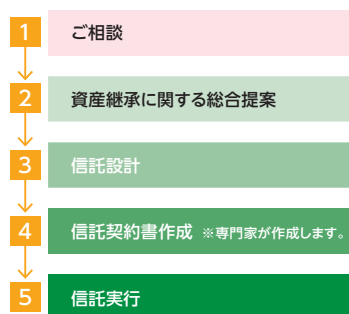 1 ご相談
2 資産継承に関する総合提案
3 信託設計
4 信託契約書作成 ※専門家が作成します。
5 信託実行